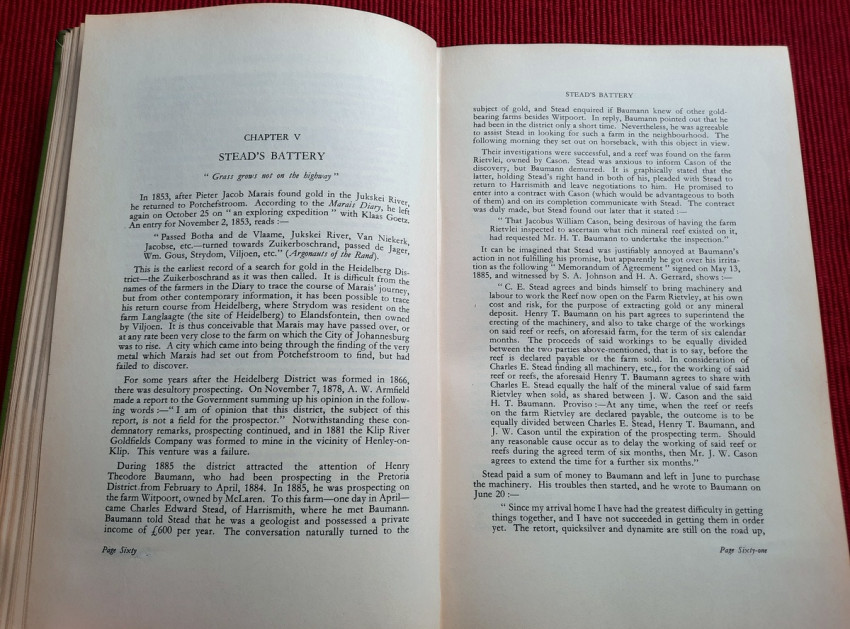 CHAPTER V
STEAD'S BATTERY
"Grass grows not on the highway"
In 1853, after Pieter Jacob Marais found gold in the Jukskei River,
he returned to Potchefstroom. According to the Marais Diary, he left
again on October 25 on "an exploring expedition" with Klaas Goetz.
An entry for November 2, 1853, reads :—
"Passed Botha and de Vlaame, Jukskei River, Van Niekerk,
Jacobse, etc.—turned towards Zuikerboschrand, passed de Jager,
Wm. Gous, Strydom, Viljoen, etc." (Argonauts of the Rand).
This is the earliest record of a search for gold in the Heidelberg Dis-
trict—the Zuikerboschrand as it was then called. It is difficult from the
names of the farmers in the Diary to trace the course of Marais' journey,
but from other contemporary information, it has been possible to trace
his return course from Heidelberg, where Strydom was resident on the
farm Langlaagte (the site of Heidelberg) to Elandsfontein, then owned
by Viljoen. It is thus conceivable that Marais may have passed over, or
at any rate been very close to the farm on which the City of Johannesburg
was to rise. A city which came into being through the finding of the very
metal which Marais had set out from Potchefstroom to find, but had
failed to discover.
For some years after the Heidelberg District was formed in 1866,
there was desultory prospecting. On November 7, 1878, A. W. Armfield
made a report to the Government summing up his opinion in the follow-
ing words :—"I am of opinion that this district, the subject of this
report, is not a field for the prospector." Notwithstanding these con-
demnatory remarks, prospecting continued, and in 1881 the Klip River
Goldfields Company was formed to mine in the vicinity of Henley-on-
Klip. This venture was a failure.
During 1885 the district attracted the attention of Henry
Theodore Baumann, who had been prospecting in the Pretoria
District from February to April, 1884. In 1885, he was prospecting on
the farm Witpoort, owned by McLaren. To this farm—one day in April—
came Charles Edward Stead, of Harrismith, where he met Baumann.
Baumann told Stead that he was a geologist and possessed a private
income of £600 per year. The conversation naturally turned to the
Page Sixty
STEAD'S BATTERY
subject of gold, and Stead enquired if Baumann knew of other gold-
bearing farms besides Witpoort. In reply, Baumann pointed out that he
had been in the district only a short time. Nevertheless, he was agreeable
to assist Stead in looking for such a farm in the neighbourhood. The
following morning they set out on horseback, with this object in view.
Their investigations were successful, and a reef was found on the farm
Rietvlei, owned by Cason. Stead was anxious to inform Cason of the
discovery, but Baumann demurred. It is graphically stated that the
latter, holding Stead's right hand in both of his, pleaded with Stead to
return to Harrismith and leave negotiations to him. He promised to
enter into a contract with Cason (which would be advantageous to both
of them) and on its completion communicate with Stead. The contract
was duly made, but Stead found out later that it stated :—
"That Jacobus William Cason, being desirous of having the farm
Rietvlei inspected to ascertain what rich mineral reef existed on it,
had requested Mr. H. T. Baumann to undertake the inspection."
It can be imagined that Stead was justifiably annoyed at Baumann's
action in not fulfilling his promise, but apparently he got over his irrita-
tion as the following "Memorandum of Agreement" signed on May 13,
1885, and witnessed by S. A. Johnson and H. A. Gerrard, shows :—
"C. E. Stead agrees and binds himself to bring machinery and
labour to work the Reef now open on the Farm Rietvley, at his own
cost and risk, for the purpose of extracting gold or any mineral
deposit. Henry T. Baumann on his part agrees to superintend the
erecting of the machinery, and also to take charge of the workings
on said reef or reefs, on aforesaid farm, for the term of six calendar
months. The proceeds of said workings to be equally divided
between the two parties above-mentioned, that is to say, before the
reef is declared payable or the farm sold. In consideration of
Charles E. Stead finding all machinery, etc., for the working of said
reef or reefs, the aforesaid Henry T. Baumann agrees to share with
Charles E. Stead equally the half of the mineral value of said farm
Rietvley when sold, as shared between J. W. Cason and the said
H. T. Baumann. Proviso :—At any time, when the reef or reefs
on the farm Rietvley are declared payable, the outcome is to be
equally divided between Charles E. Stead, Henry T. Baumann, and
J. W. Cason until the expiration of the prospecting term. Should
any reasonable cause occur as to delay the working of said reef or
reefs during the agreed term of six months, then Mr. J. W. Cason
agrees to extend the time for a further six months."
Stead paid a sum of money to Baumann and left in June to purchase
the machinery. His troubles then started, and he wrote to Baumann on
June 20 :—
"Since my arrival home I have had the greatest difficulty in getting
things together, and I have not succeeded in getting them in order
yet. The retort, quicksilver and dynamite are still on the road up,
Page Sixty-one